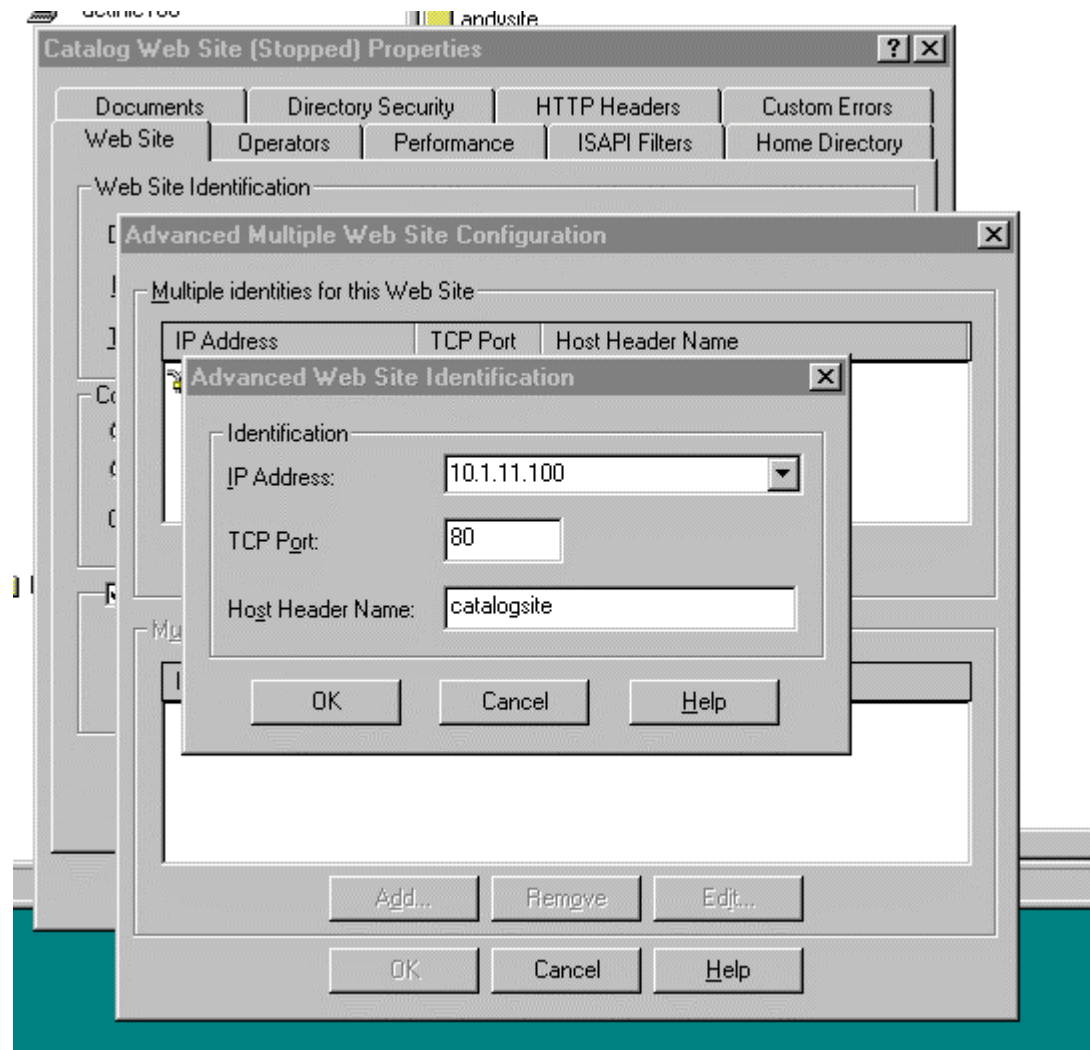 andysite
Catalog Web Site (Stopped) Properties
Documents Directory Security HTTP Headers Custom Errors
Web Site Operators Performance ISAPI Filters Home Directory
Web Site Identification
Advanced Multiple Web Site Configuration
Multiple identities for this Web Site
IP Address TCP Port Host Header Name
Advanced Web Site Identification
Identification
IP Address: 10.1.11.100
TCP Port: 80
Host Header Name: catalogsite
OK Cancel Help
Add... Remove Edit...
OK Cancel Help